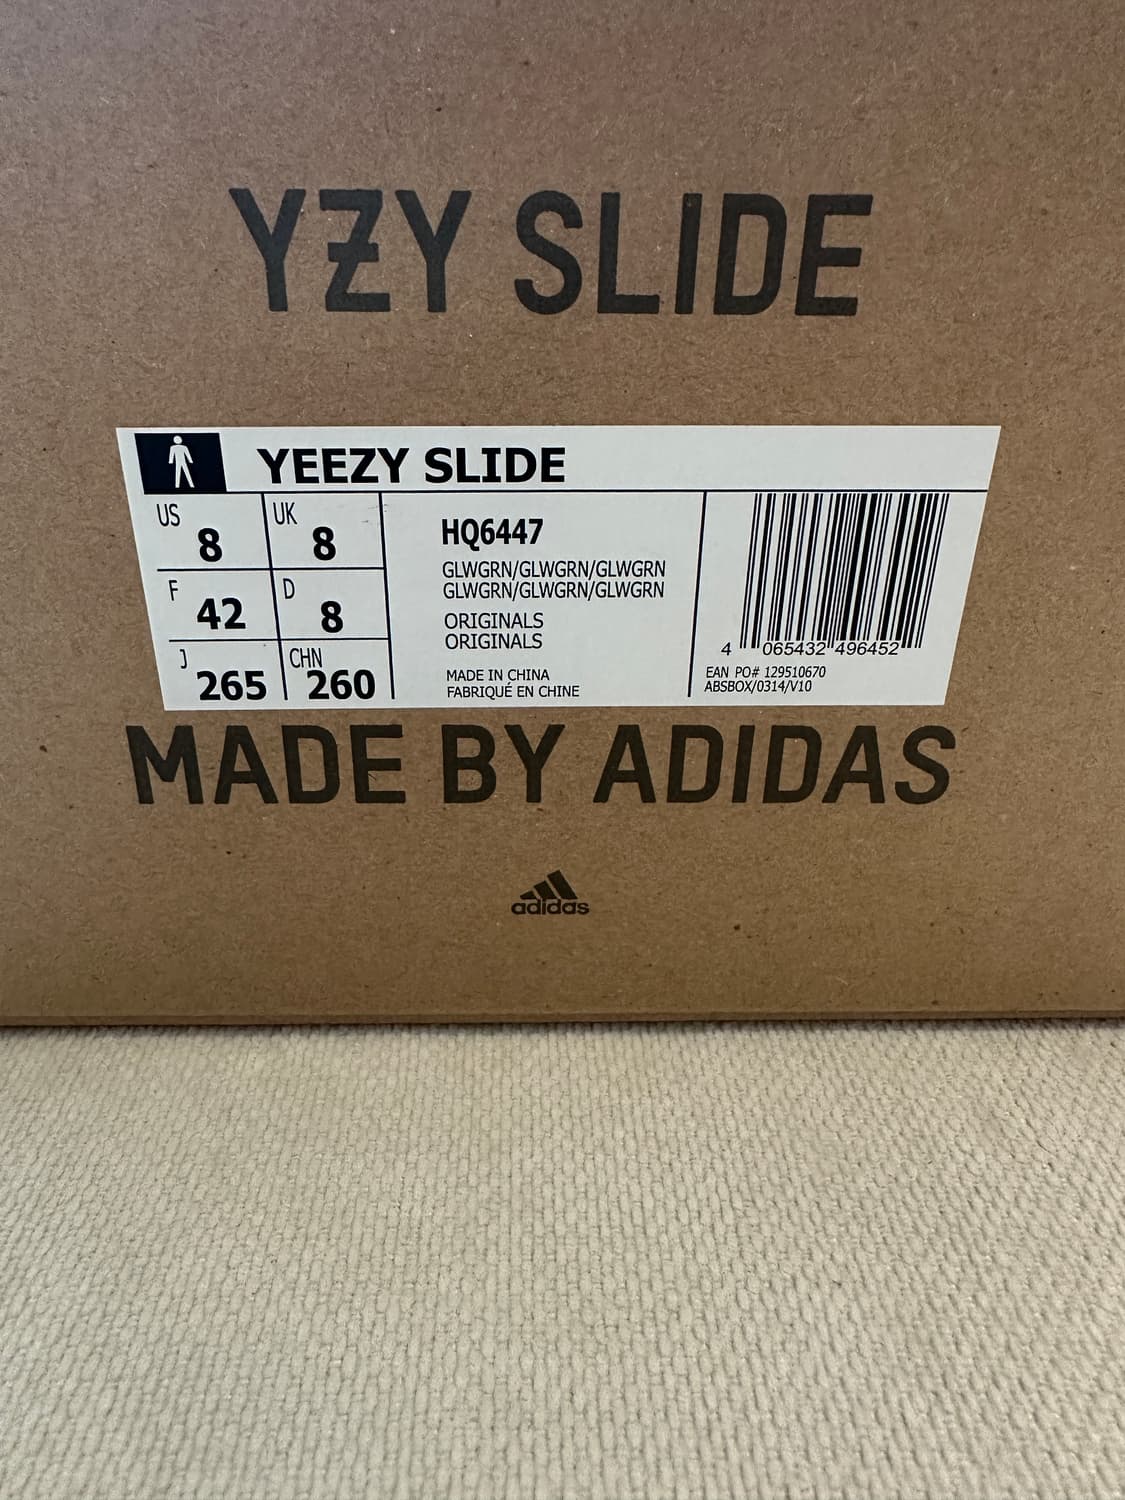 YZY SLIDE
YEEZY SLIDE
US 8 UK 8
F 42 D 8
J 265 CHN 260
HQ6447
GLWGRN/GLWGRN/GLWGRN
GLWGRN/GLWGRN/GLWGRN
ORIGINALS
ORIGINALS
MADE IN CHINA
FABRIQUÉ EN CHINE
4 065432 496452
EAN PO# 129510670
ABSBOX/0314/V10
MADE BY ADIDAS
adidas